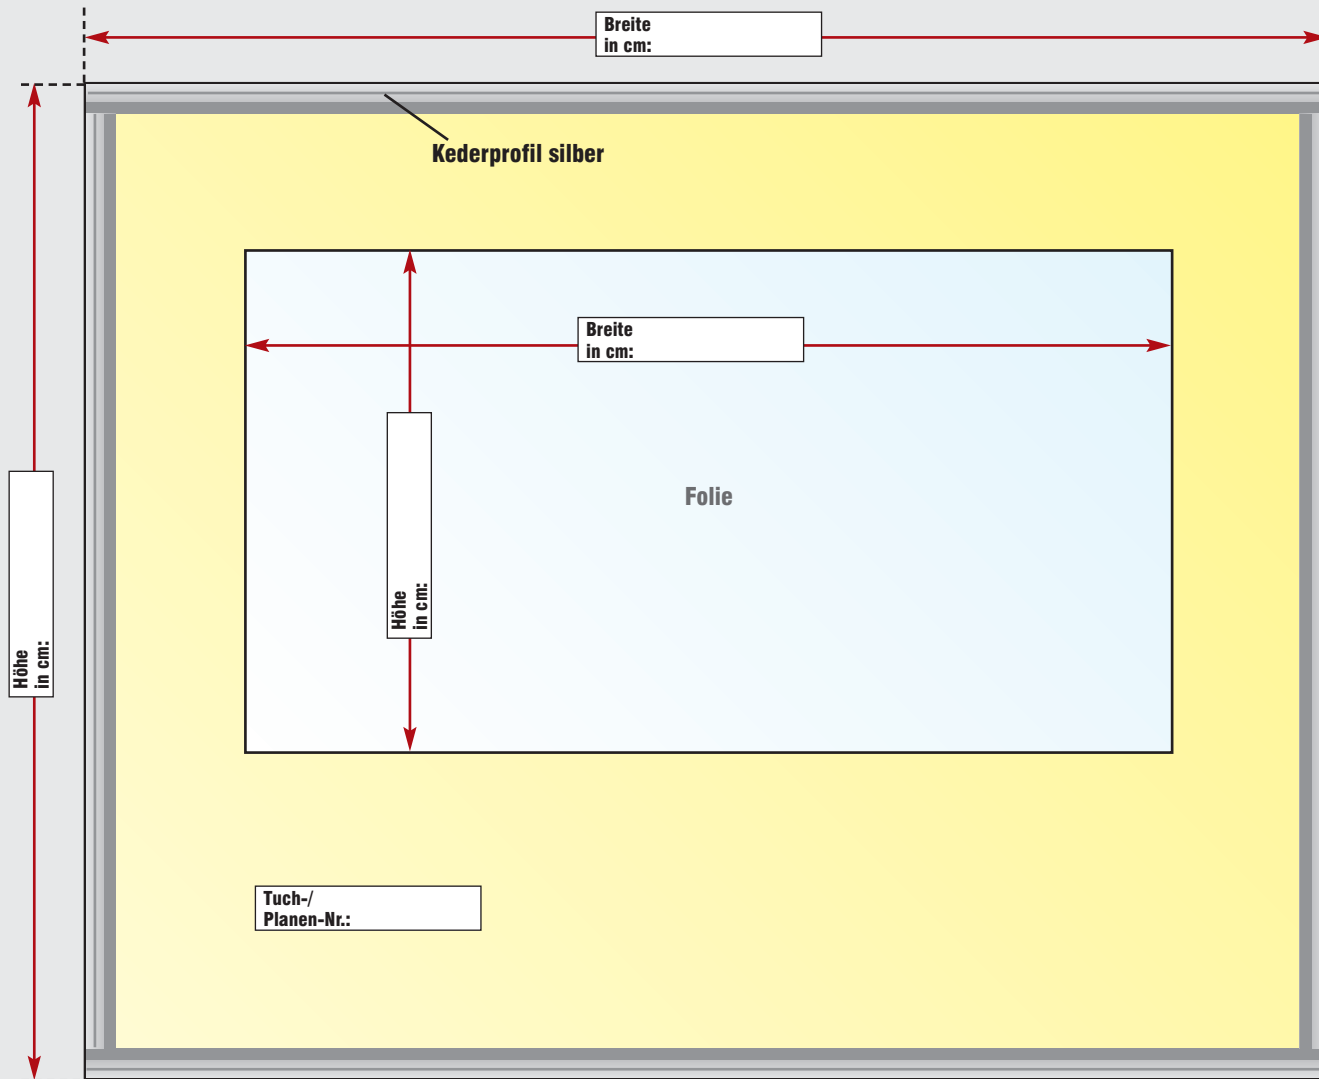 Breite
in cm:
Kederprofil silber
Breite
in cm:
Folie
Höhe
in cm:
Höhe
in cm:
Tuch-/
Planen-Nr.: